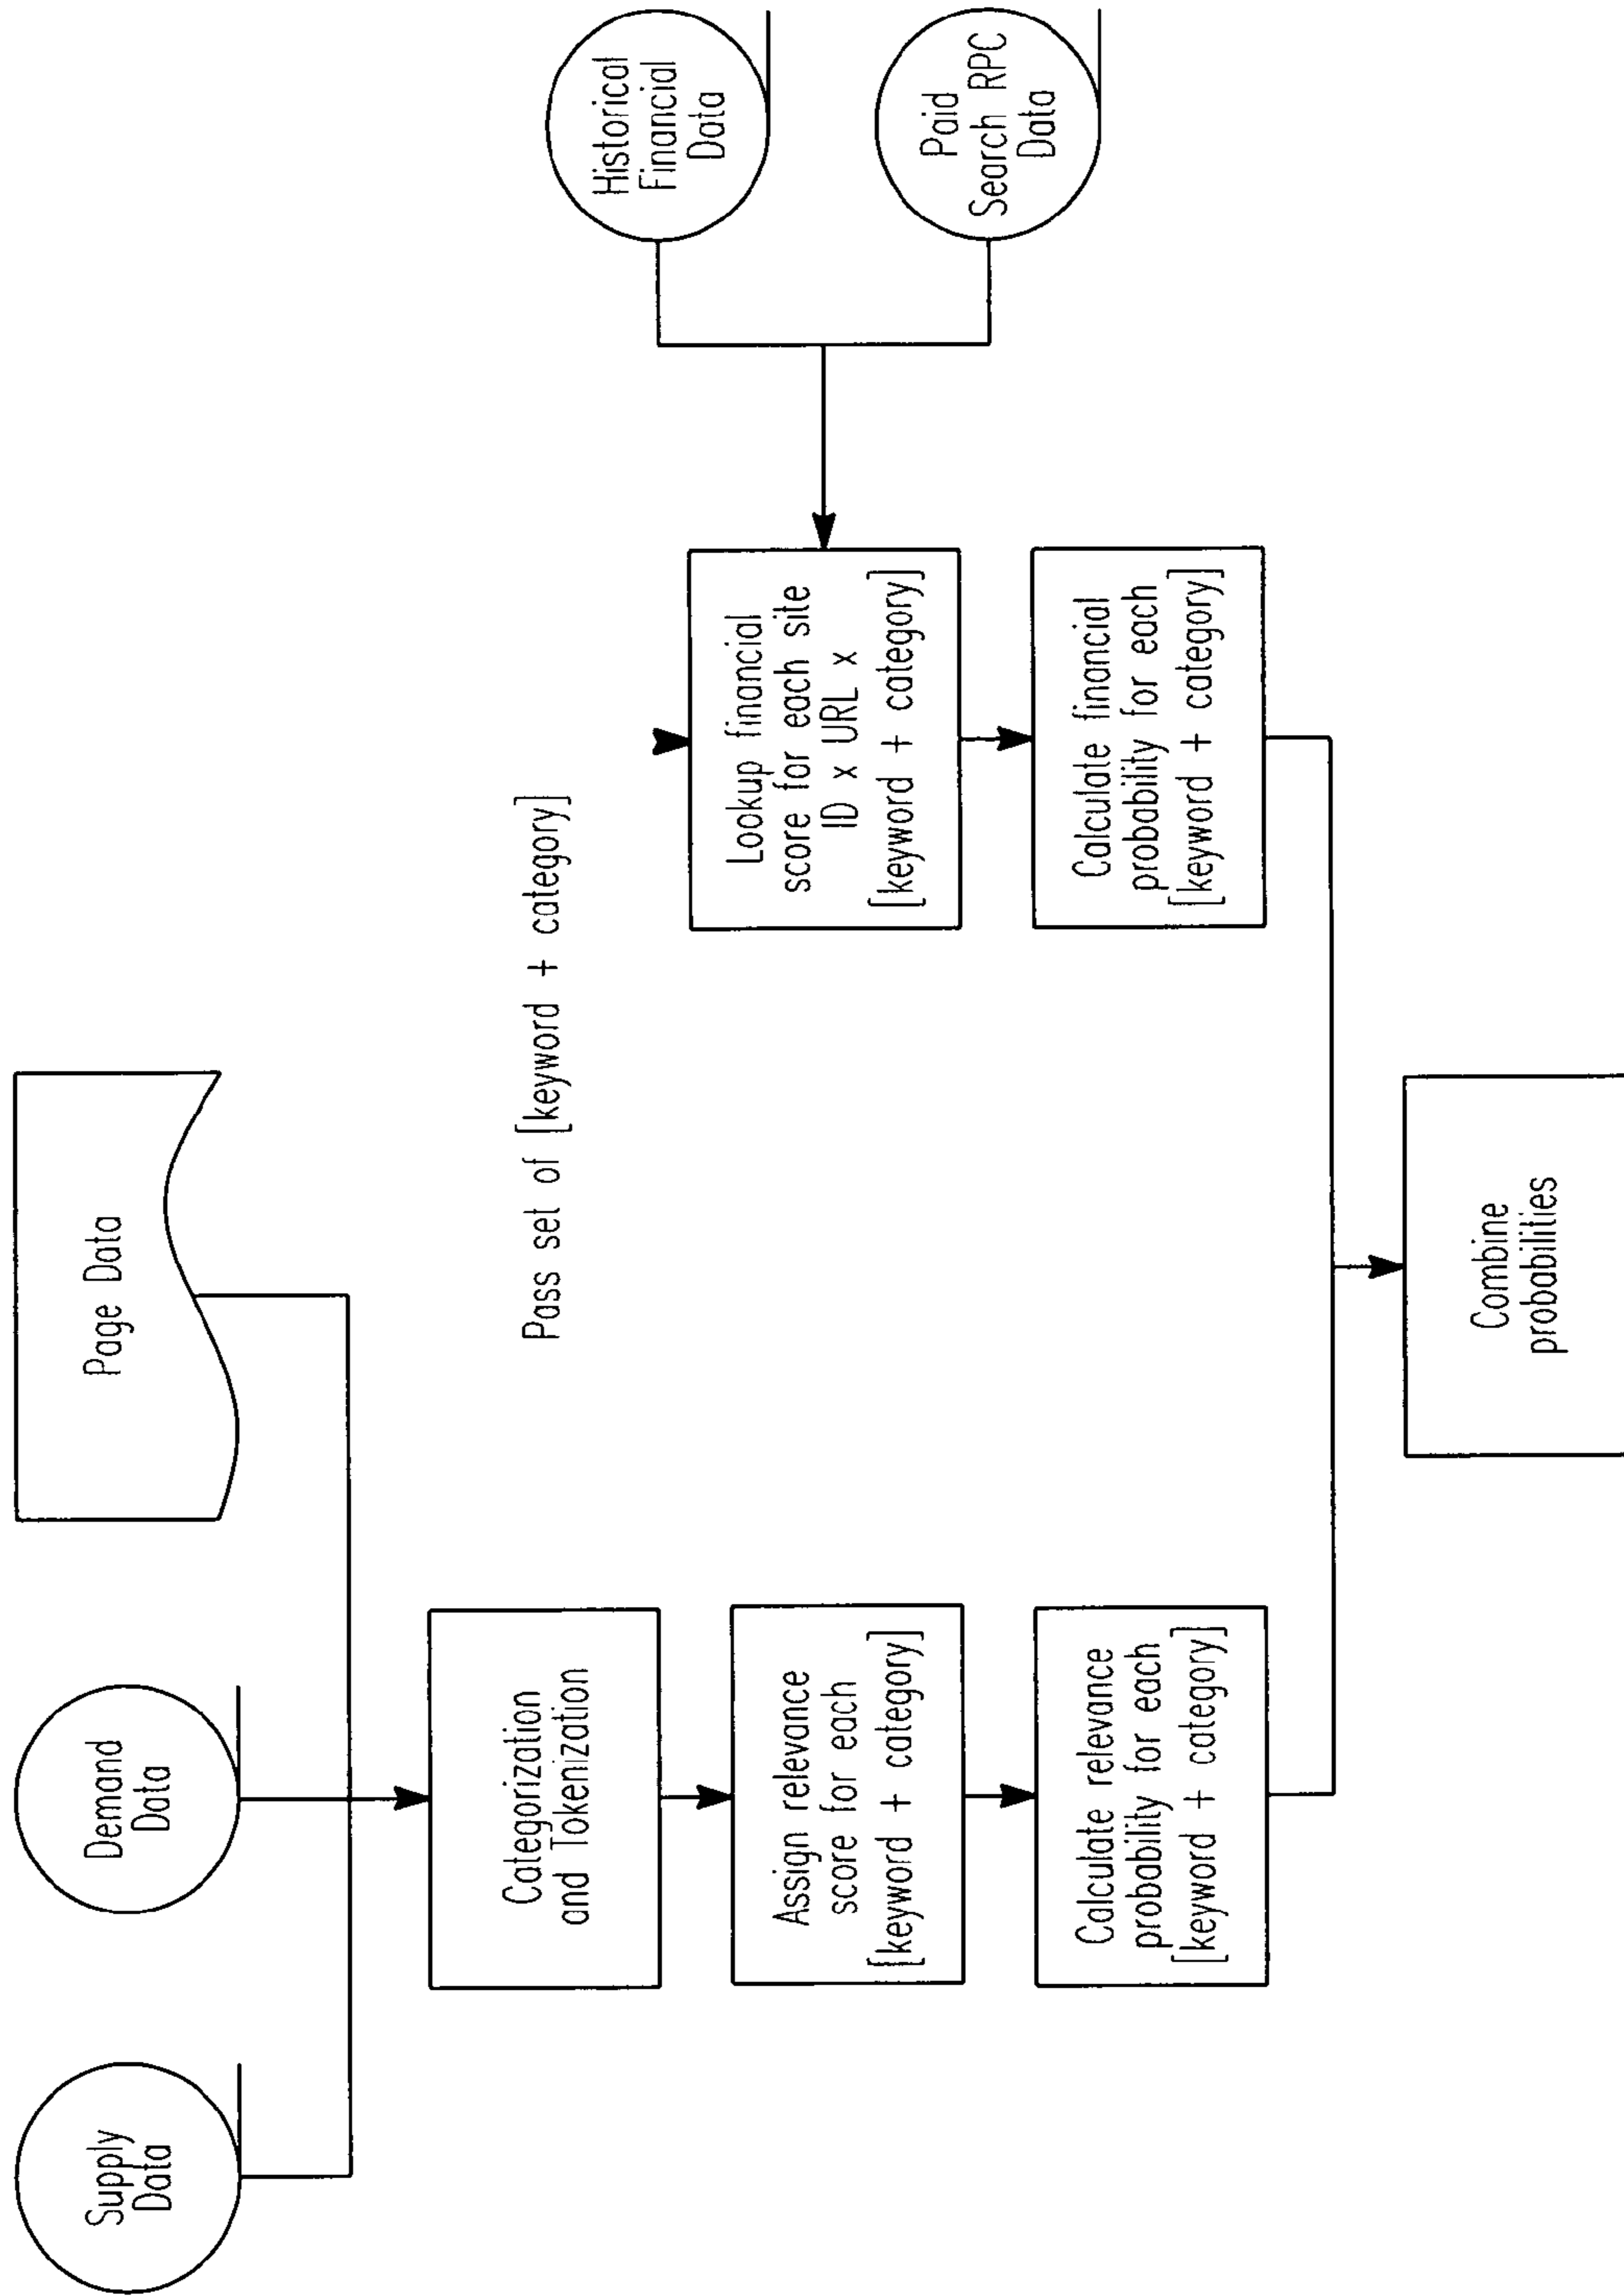 Supply
Data
Demand
Data
Page Data
Categorization
and Tokenization
Pass set of [keyword + category]
Assign relevance
score for each
[keyword + category]
Calculate relevance
probability for each
[keyword + category]
Historical
Financial
Data
Paid
Search RPC
Data
Lookup financial
score for each site
ID x URL x
[keyword + category]
Calculate financial
probability for each
[keyword + category]
Combine
probabilities